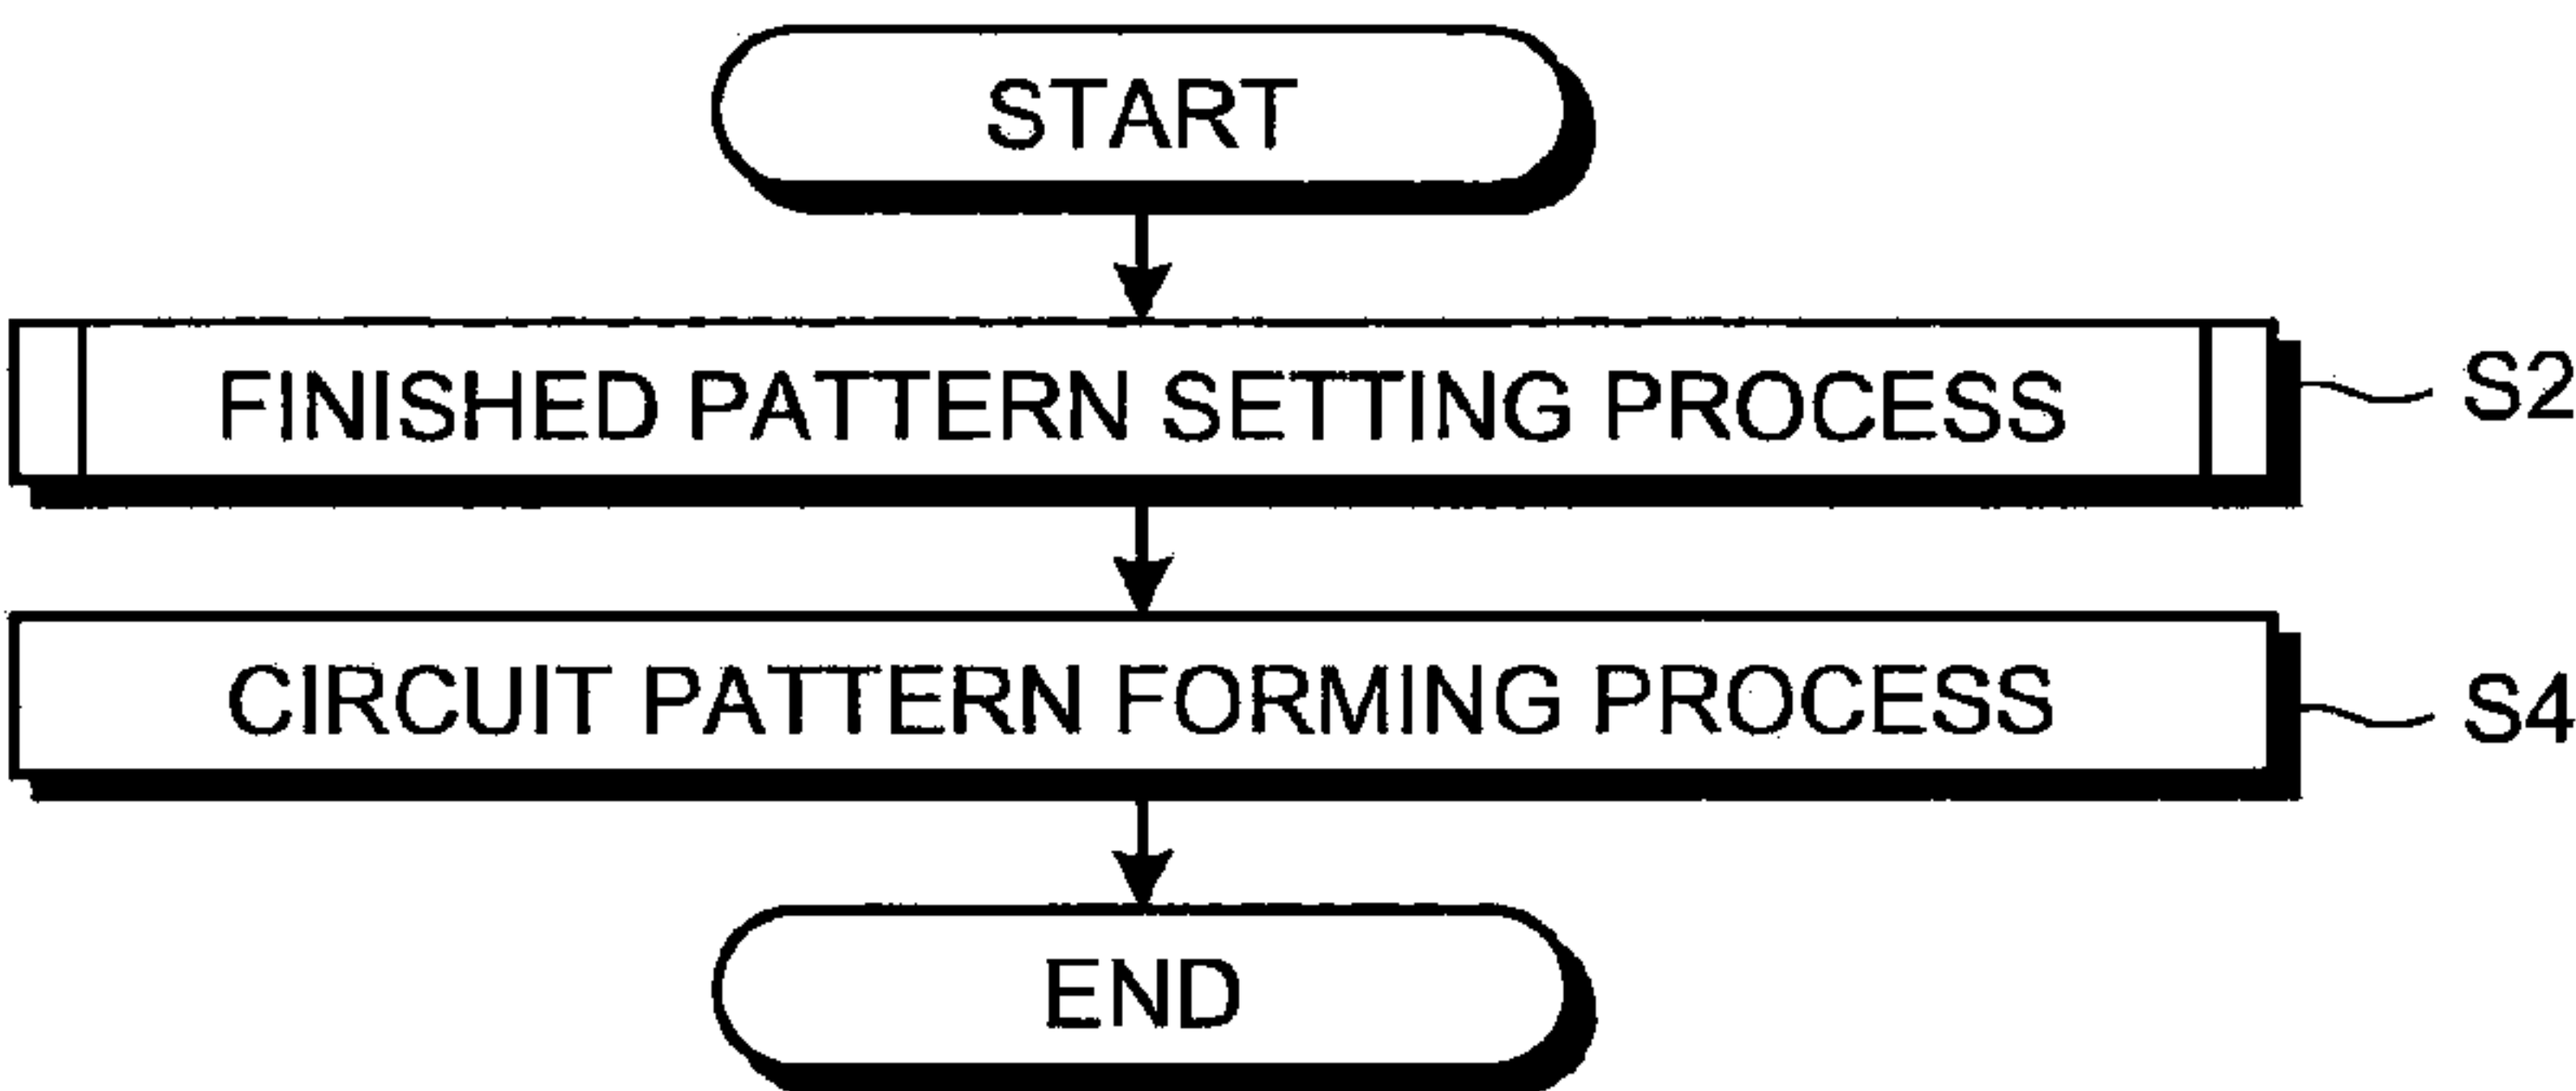 START
FINISHED PATTERN SETTING PROCESS
S2
CIRCUIT PATTERN FORMING PROCESS
S4
END